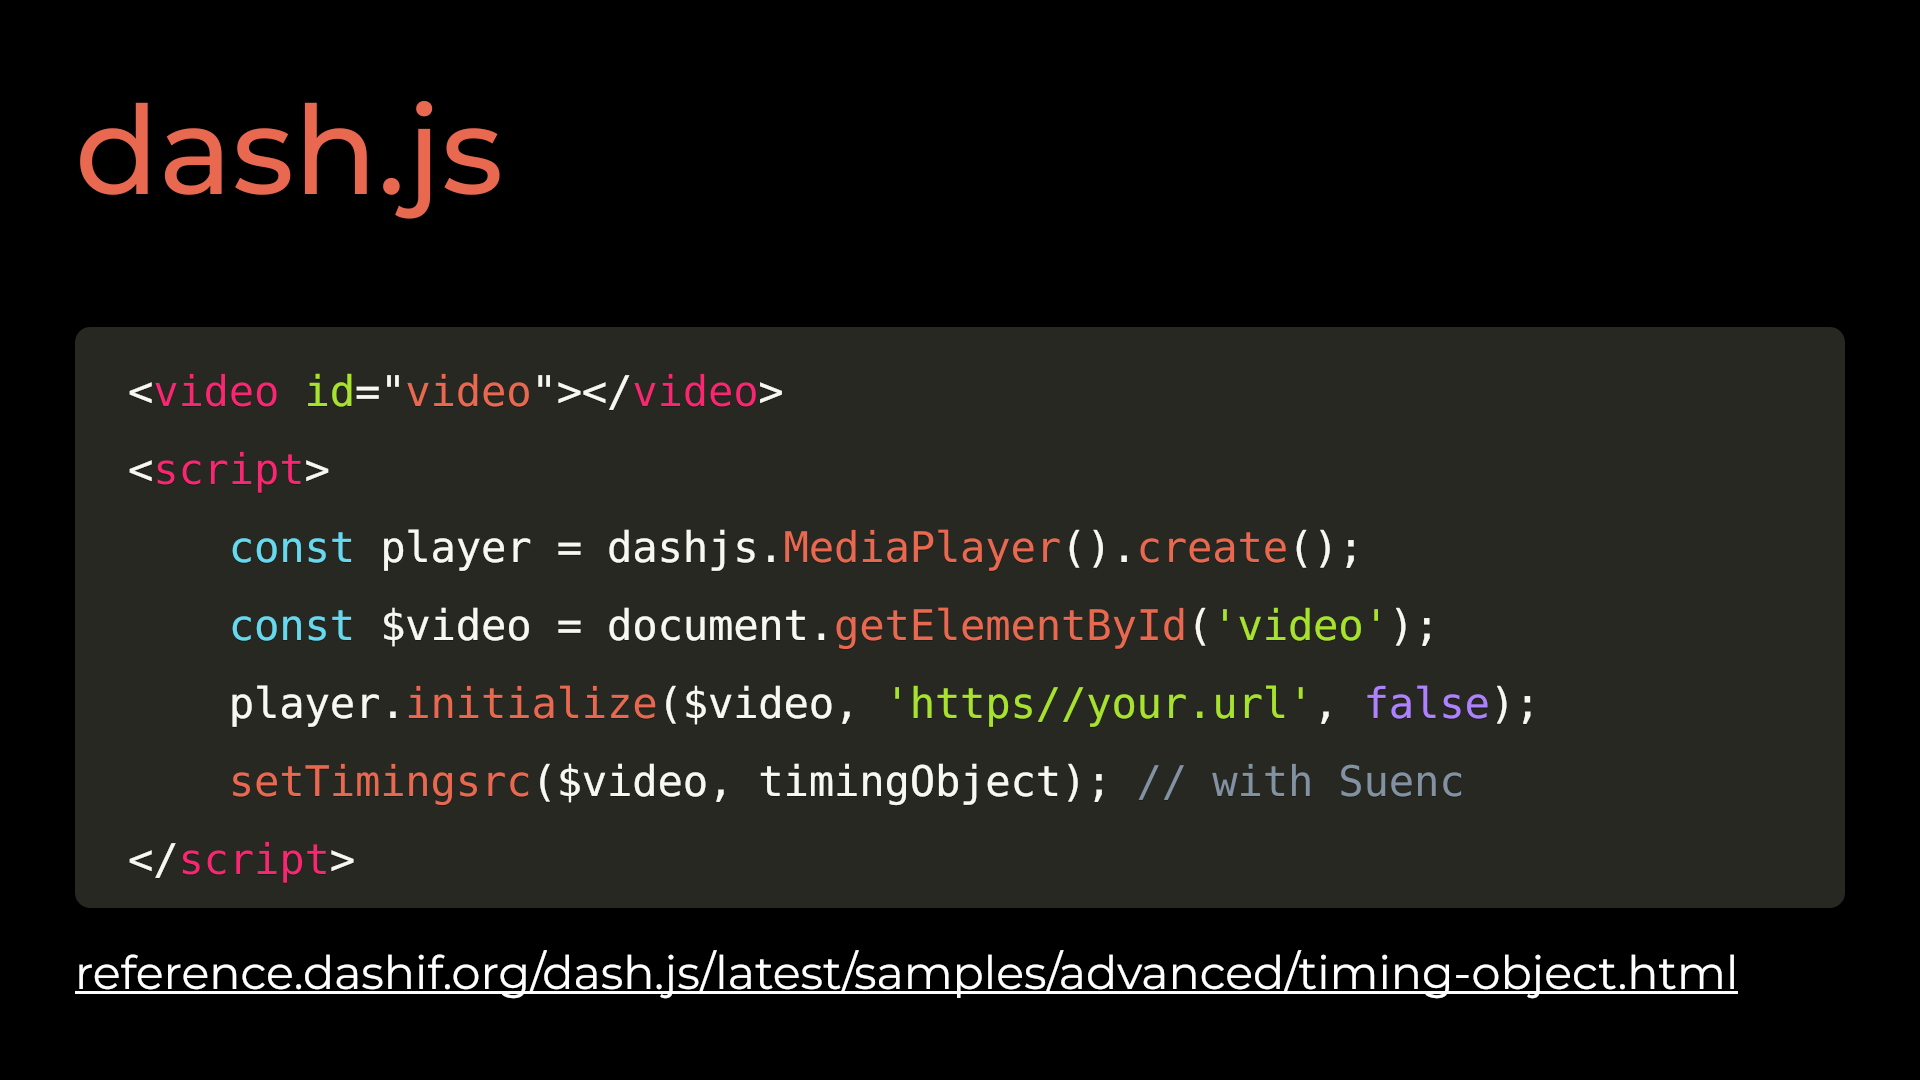 dash.js
<video id="video"></video>
<script>
const player = dashjs.MediaPlayer().create();
const $video = document.getElementById('video');
player.initialize($video, 'https//your.url', false);
setTimingsrc($video, timingObject); // with Suenc
</script>
reference.dashif.org/dash.js/latest/samples/advanced/timing-object.html